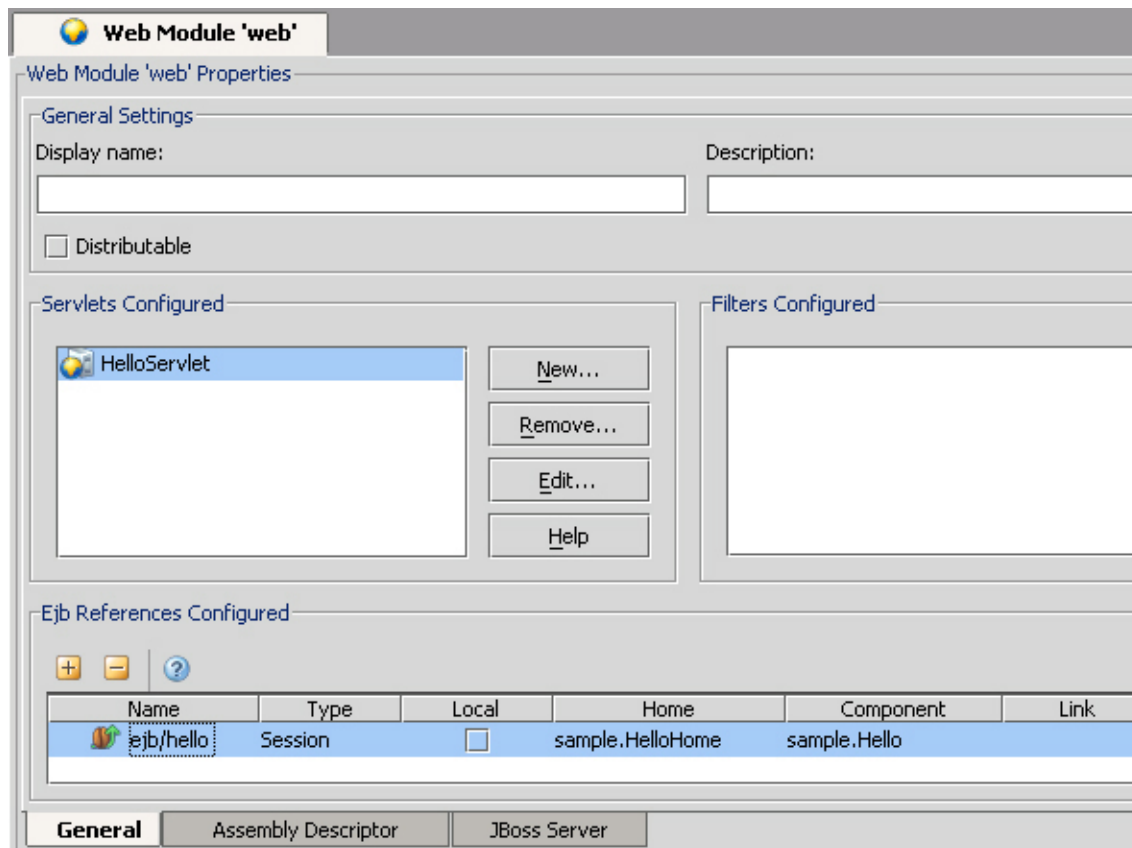 Web Module 'web'
Web Module 'web' Properties
General Settings
Display name:
Description:
Distributable
Servlets Configured
HelloServlet
New...
Remove...
Edit...
Help
Filters Configured
Ejb References Configured
Name Type Local Home Component Link
ejb/hello Session sample.HelloHome sample.Hello
General Assembly Descriptor JBoss Server